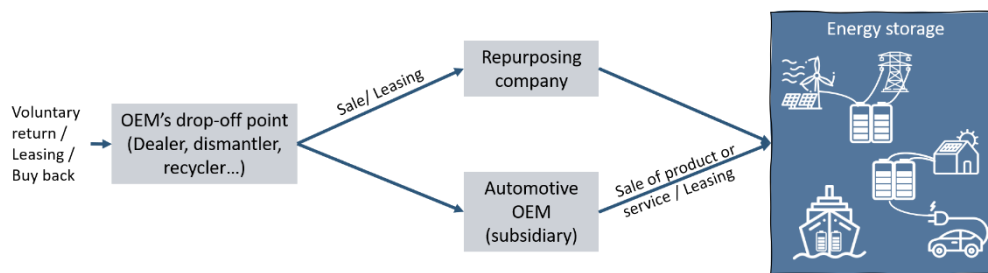 Voluntary
return /
Leasing /
Buy back
OEM's drop-off point
(Dealer, dismantler,
recycler...)
Sale/ Leasing
Repurposing
company
Automotive
OEM
(subsidiary)
Sale of product or
service / Leasing
Energy storage